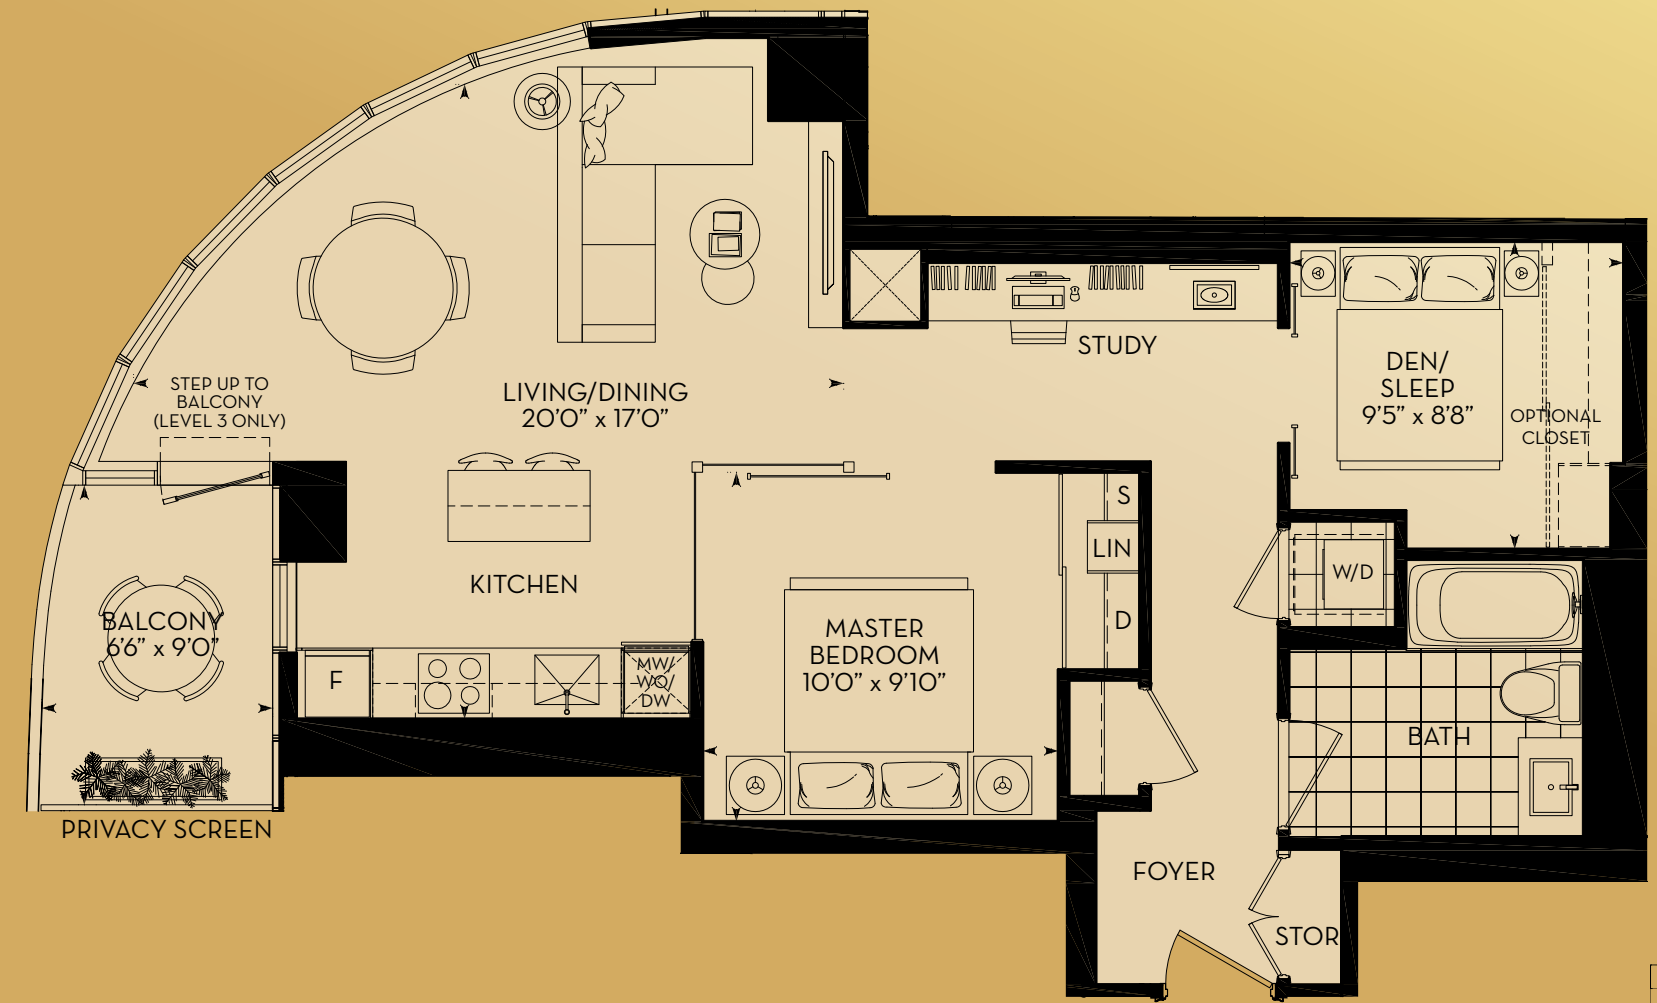 STUDY
DEN/
SLEEP
9'5" x 8'8"
OPTIONAL
CLOSET
STEP UP TO
BALCONY
(LEVEL 3 ONLY)
LIVING/DINING
20'0" x 17'0"
S
LIN
D
W/D
KITCHEN
BALCONY
6'6" x 9'0"
MASTER
BEDROOM
10'0" x 9'10"
F
MW/
WO/
DW
BATH
PRIVACY SCREEN
FOYER
STOR